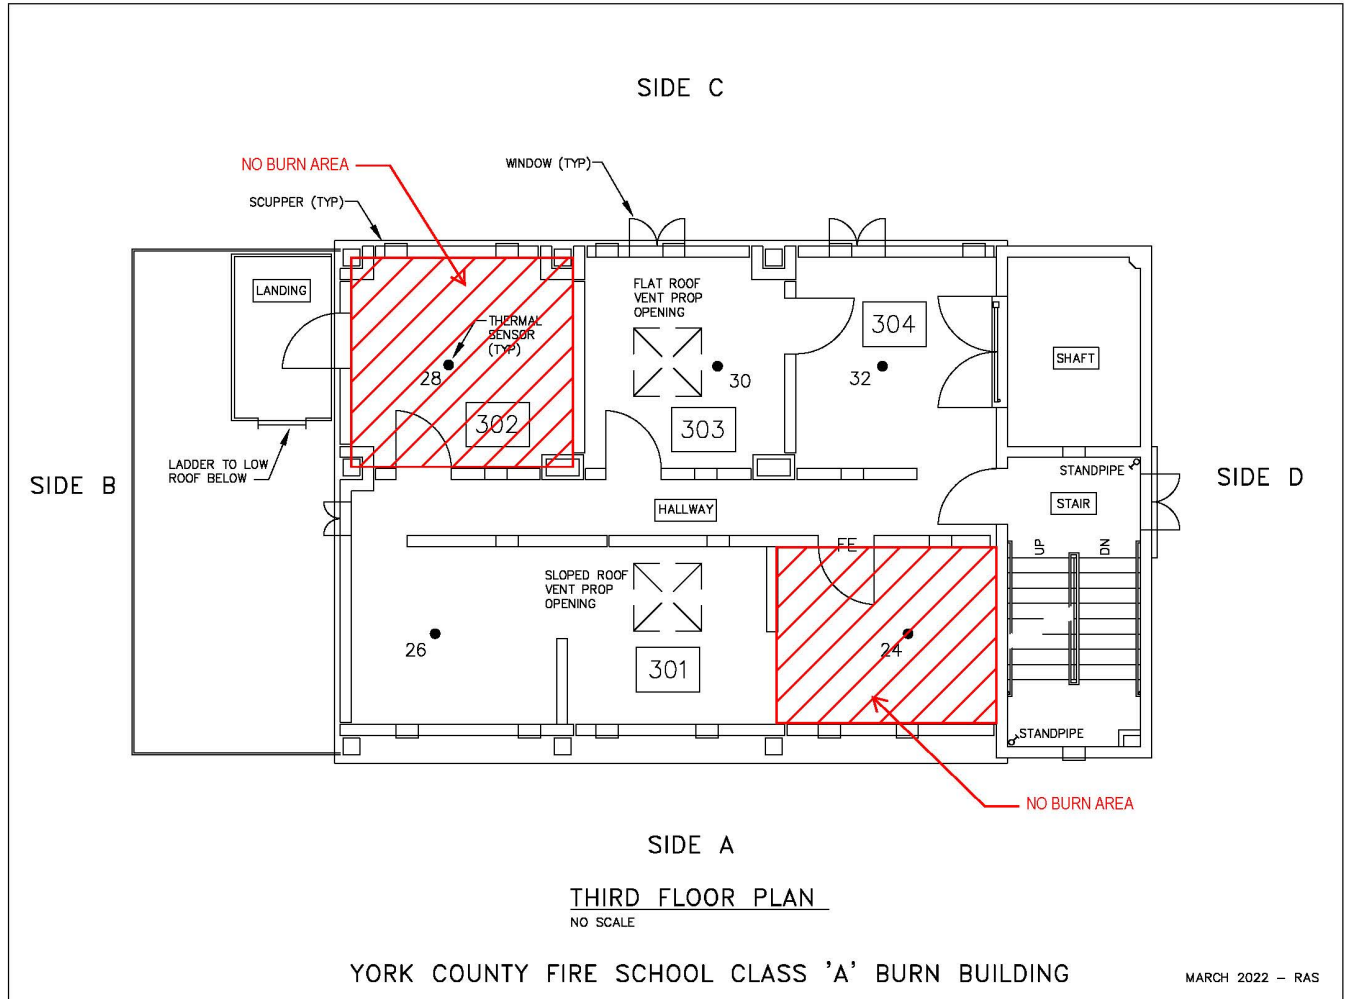 SIDE C
NO BURN AREA
WINDOW (TYP)
SCUPPER (TYP)
LANDING
FLAT ROOF
VENT PROP
OPENING
304
THERMAL
SENSOR
(TYP)
SHAFT
28
30
32
302
303
LADDER TO LOW
ROOF BELOW
SIDE B
STANDPIPE
SIDE D
STAIR
HALLWAY
FE
UP
DN
SLOPED ROOF
VENT PROP
OPENING
26
24
301
STANDPIPE
NO BURN AREA
SIDE A
THIRD FLOOR PLAN
NO SCALE
YORK COUNTY FIRE SCHOOL CLASS 'A' BURN BUILDING
MARCH 2022 - RAS